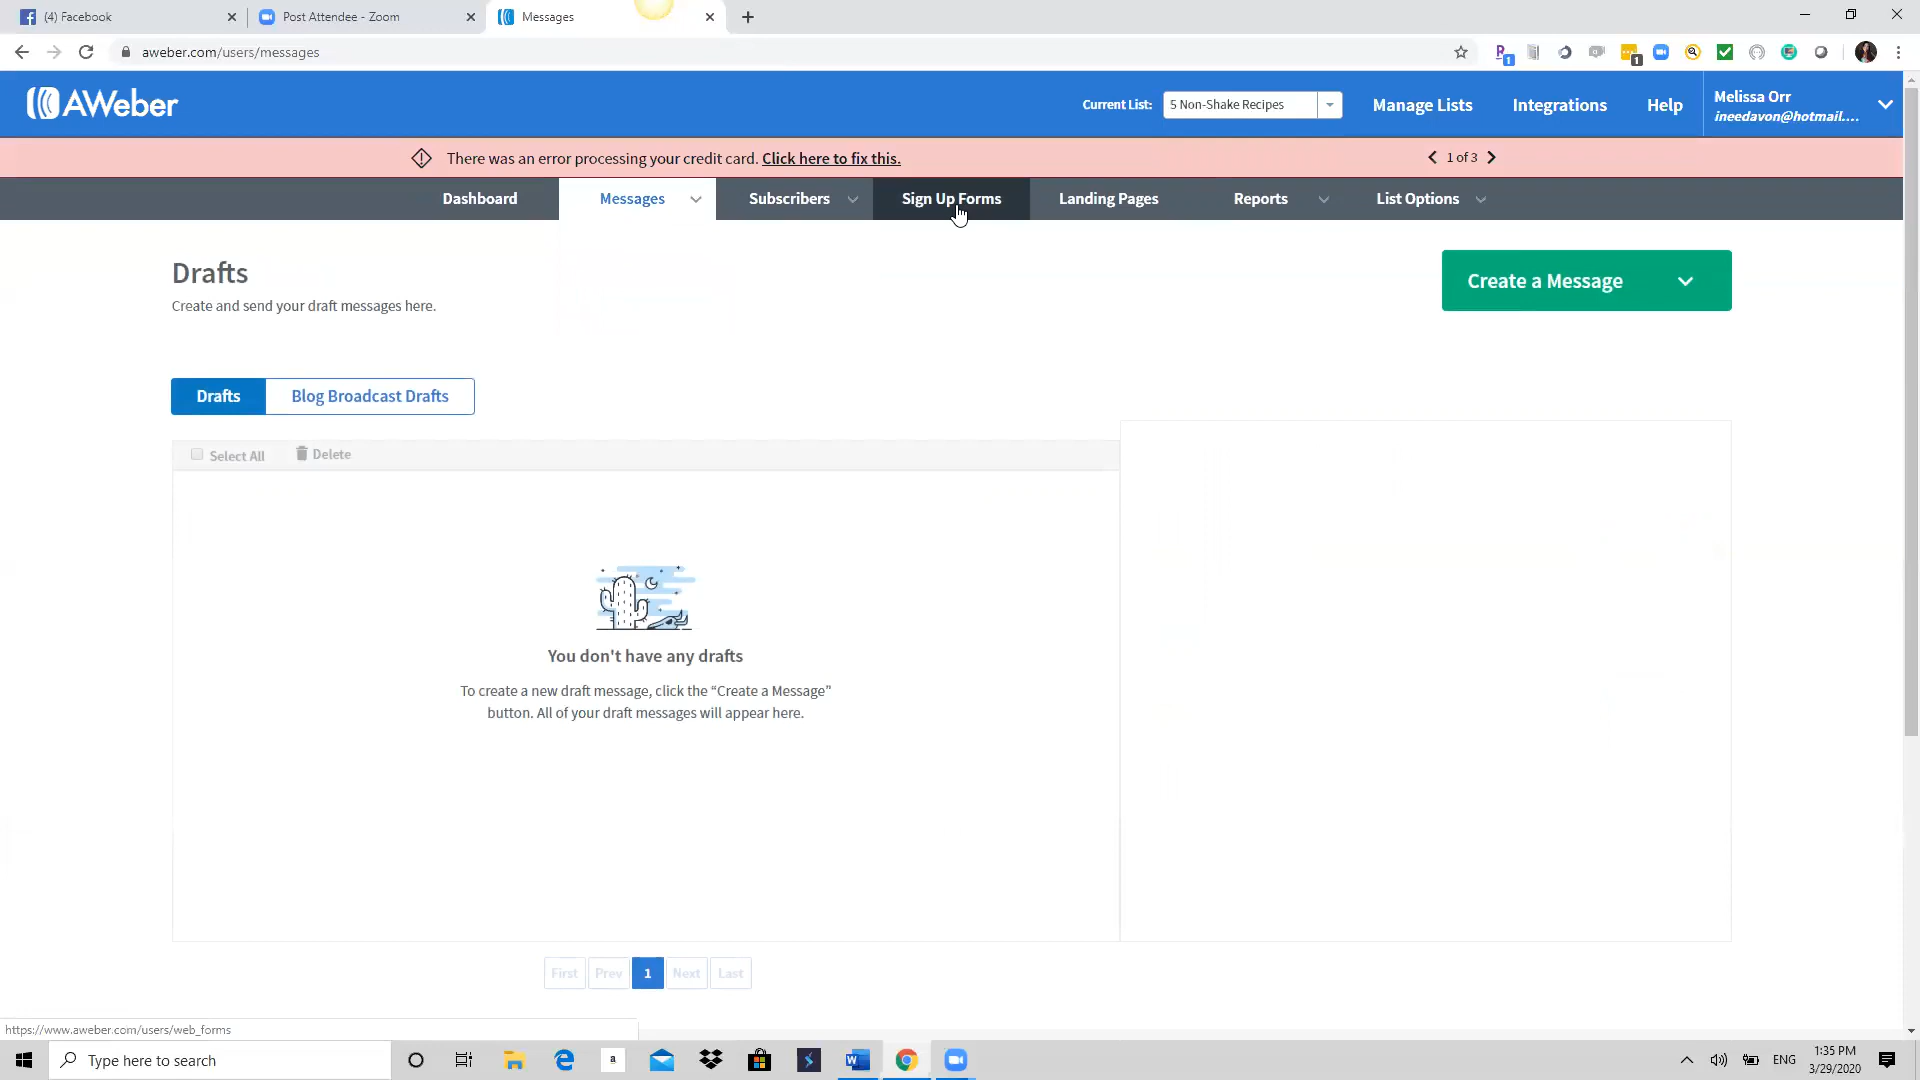 (4) Facebook
Post Attendee - Zoom
Messages
aweber.com/users/messages
1
1
AWeber
Current List:
5 Non-Shake Recipes
Manage Lists
Integrations
Help
Melissa Orr
ineedavon@hotmail....
There was an error processing your credit card. Click here to fix this.
1 of 3
Dashboard
Messages
Subscribers
Sign Up Forms
Landing Pages
Reports
List Options
Drafts
Create and send your draft messages here.
Create a Message
Drafts
Blog Broadcast Drafts
Select All
Delete
You don't have any drafts
To create a new draft message, click the “Create a Message”
button. All of your draft messages will appear here.
First
Prev
1
Next
Last
https://www.aweber.com/users/web_forms
Type here to search
a
W
ENG
1:35 PM
3/29/2020